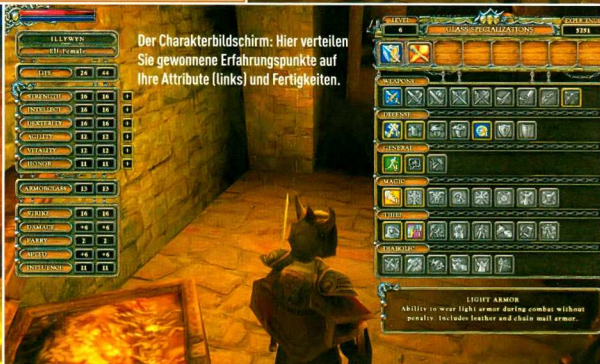 ILLYWYN
Elf Female
LIFE 26 44
STRENGTH 16 16 +
INTELLECT 16 16 +
DEXTERITY 16 16 +
AGILITY 12 12 +
VITALITY 12 12 +
HONOR 11 11 +
ARMORCLASS 13 13
STRIKE 16 16
DAMAGE +6 +6
PARRY 2 2
SPEED +6 +6
INFLUENCE 11 11
Der Charakterbildschirm: Hier verteilen
Sie gewonnene Erfahrungspunkte auf
Ihre Attribute (links) und Fertigkeiten.
LEVEL
6
CLASS SPECIALIZATIONS
EXPERIENCE
5251
WEAPONS
DEFENSE
GENERAL
MAGIC
THIEF
DIABOLIC
LIGHT ARMOR
Ability to wear light armor during combat without
penalty. Includes leather and chain mail armor.